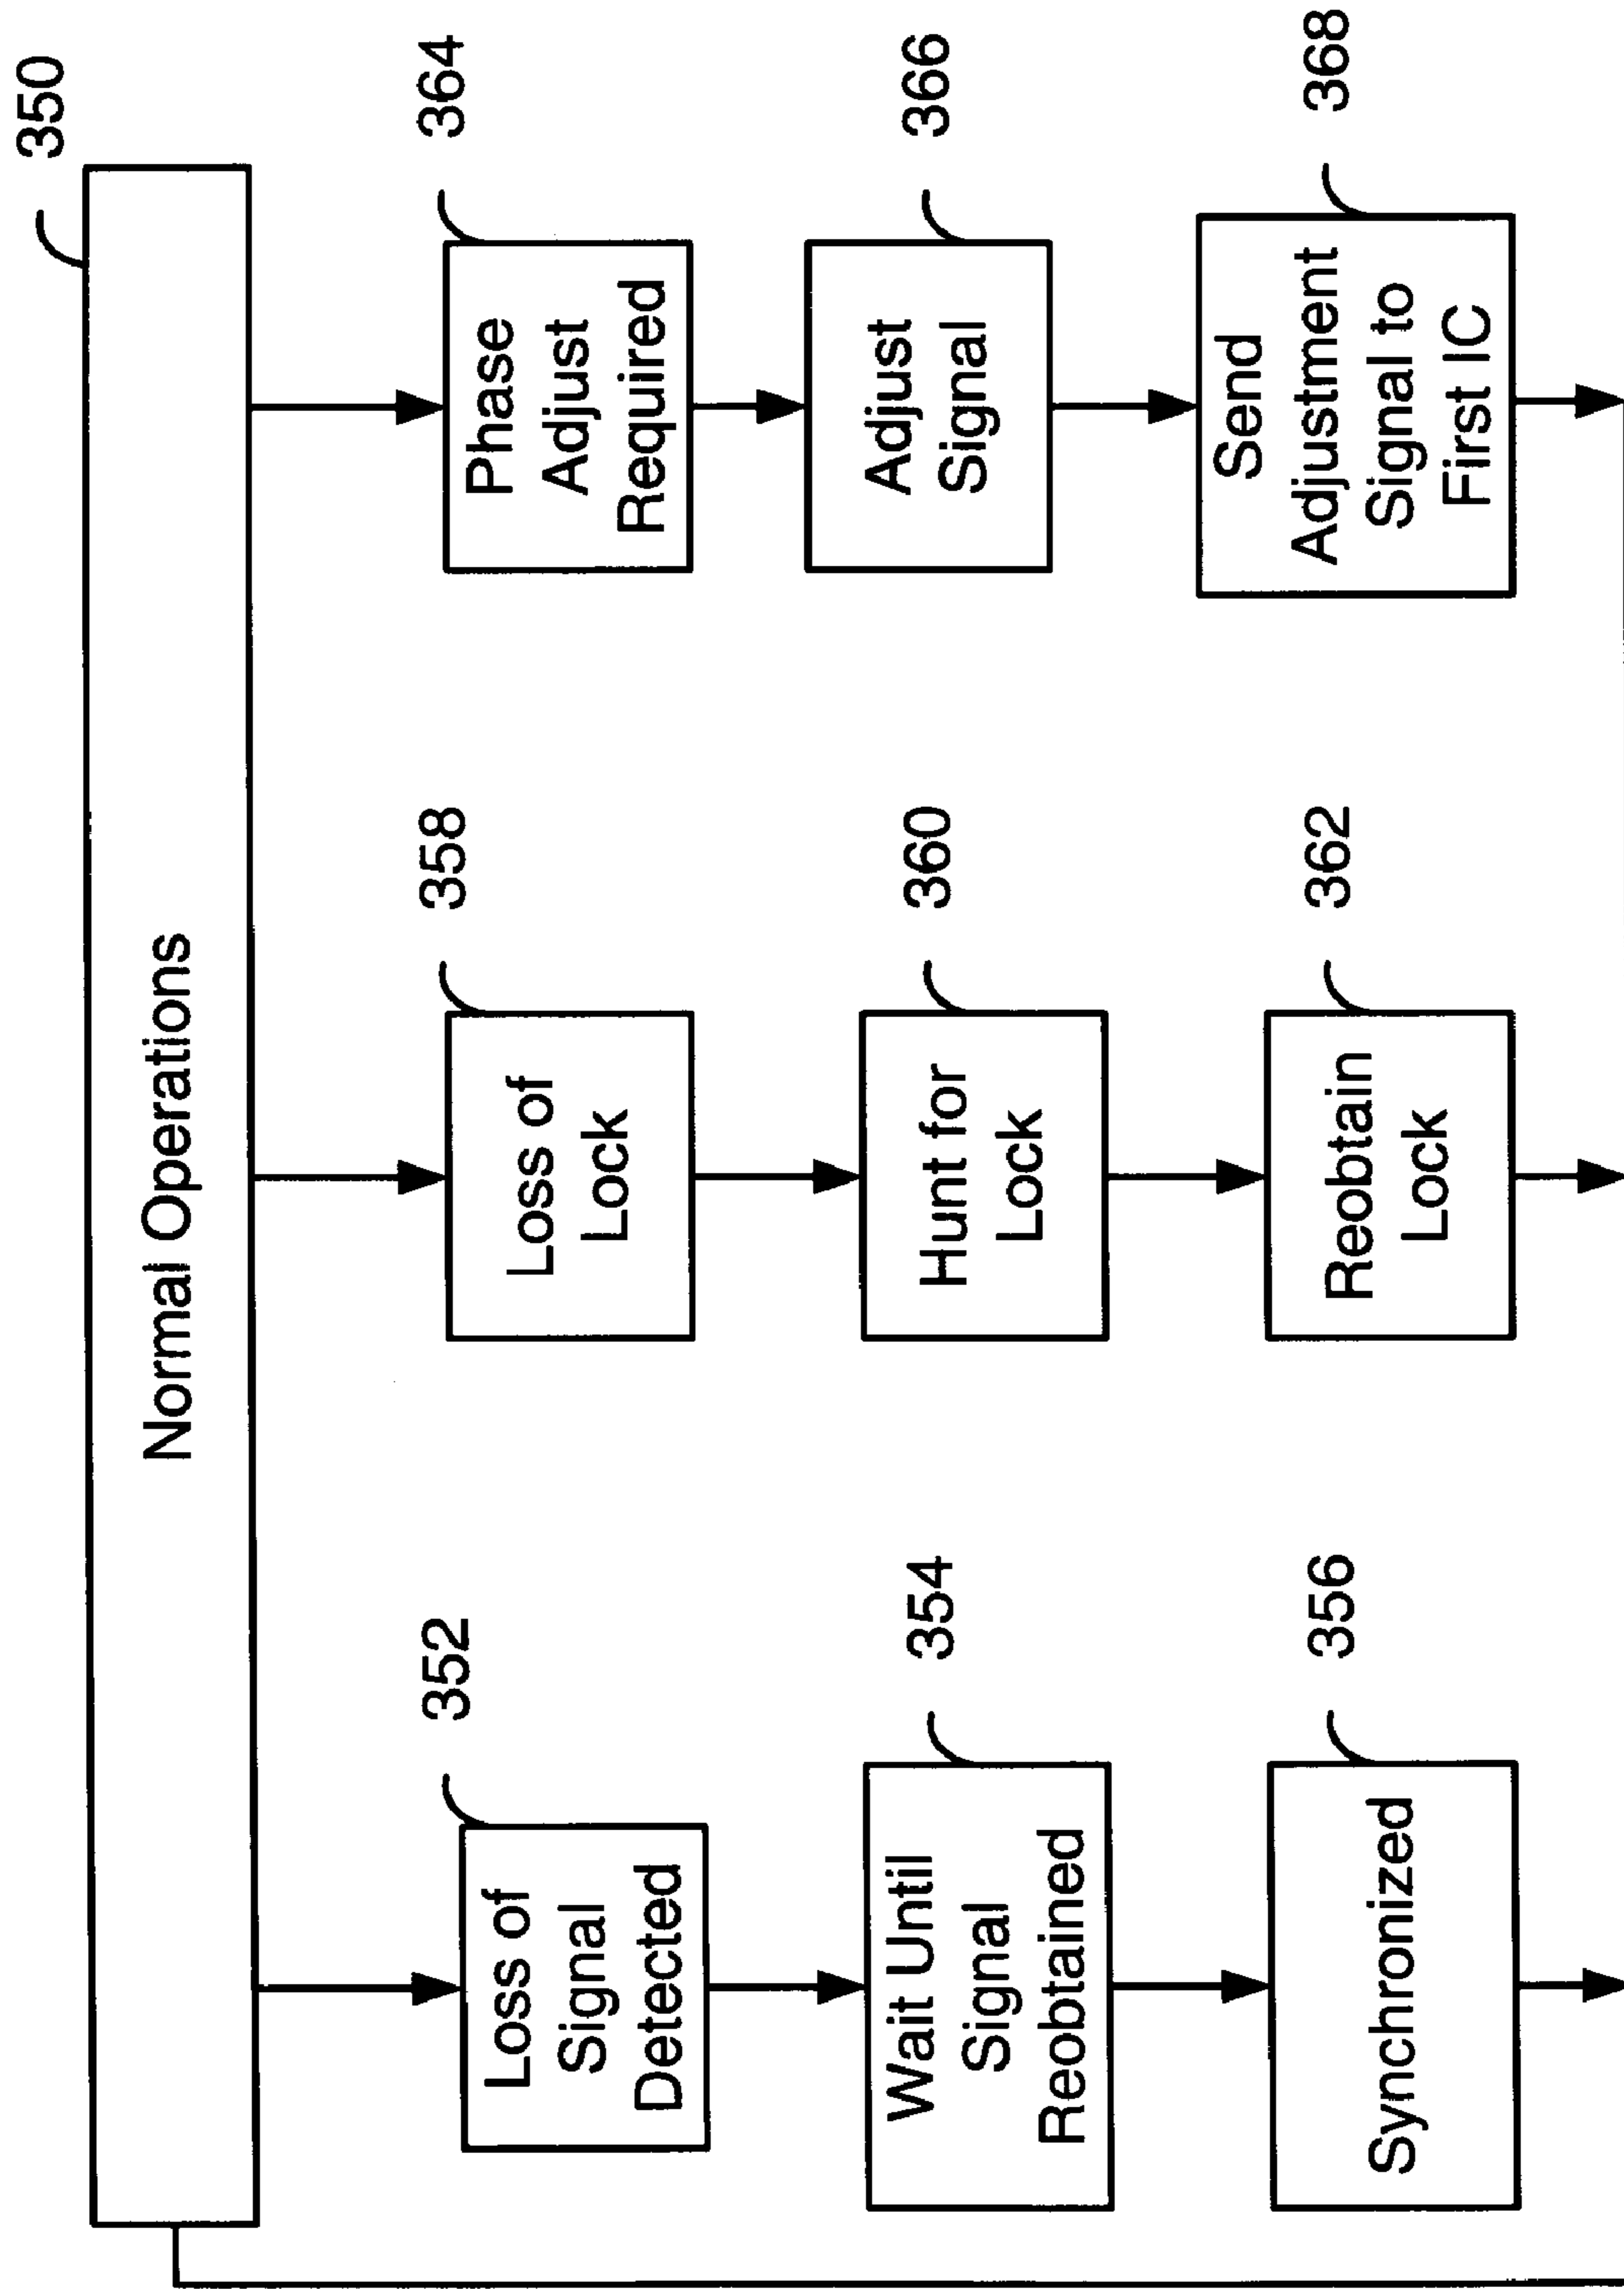 350
Normal Operations
352
Loss of
Signal
Detected
354
Wait Until
Signal
Reobtained
356
Synchronized
358
Loss of
Lock
360
Hunt for
Lock
362
Reobtain
Lock
364
Phase
Adjust
Required
366
Adjust
Signal
368
Send
Adjustment
Signal to
First IC